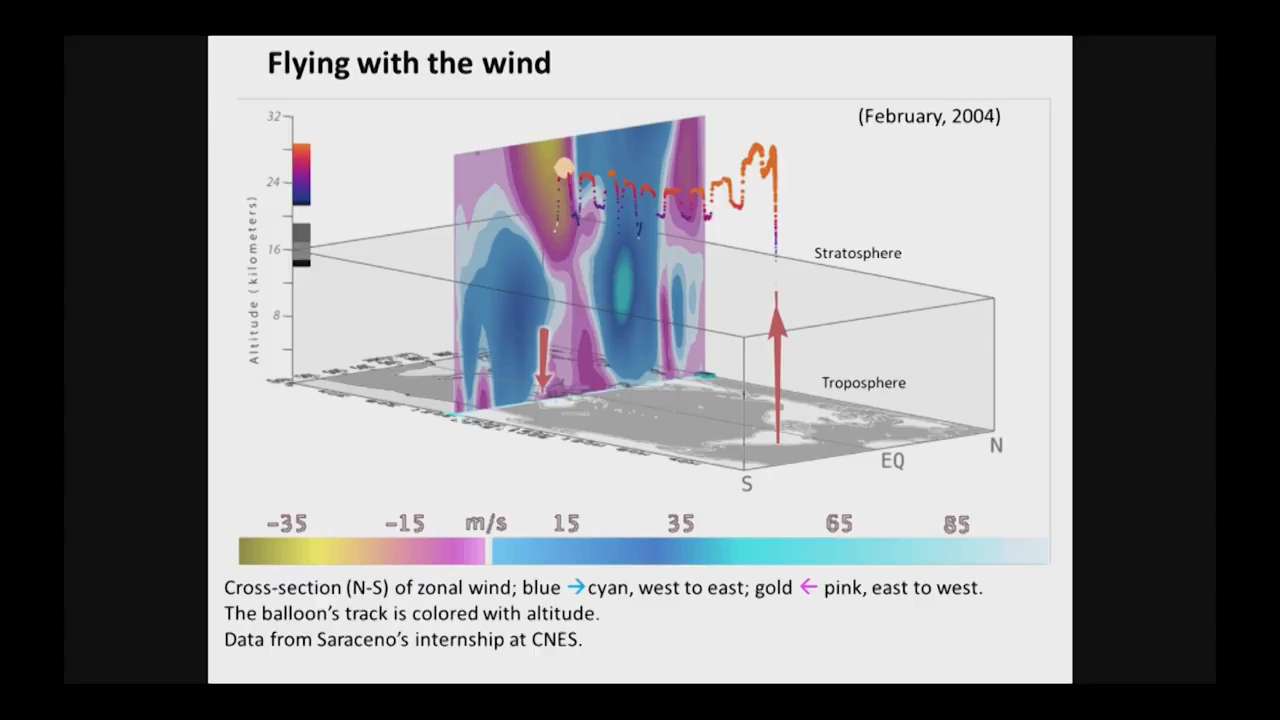 Flying with the wind
(February, 2004)
32
24
16
8
Altitude (kilometers)
Stratosphere
Troposphere
N
EQ
S
-35 -15 m/s 15 35 65 85
Cross-section (N-S) of zonal wind; blue → cyan, west to east; gold ← pink, east to west.
The balloon’s track is colored with altitude.
Data from Saraceno’s internship at CNES.